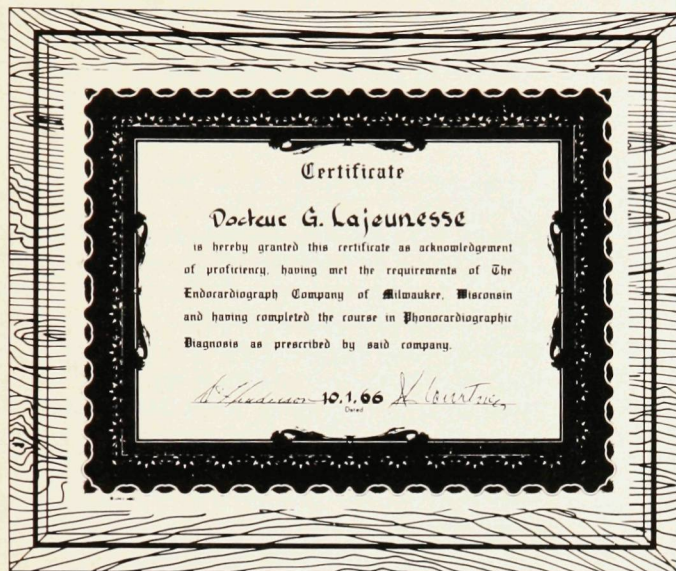 Certificate
Docteur G. Lajeunesse
is hereby granted this certificate as acknowledgement
of proficiency, having met the requirements of The
Endocardiograph Company of Milwaukee, Wisconsin
and having completed the course in Phonocardiographic
Diagnosis as prescribed by said company.
10.1.66
Dated